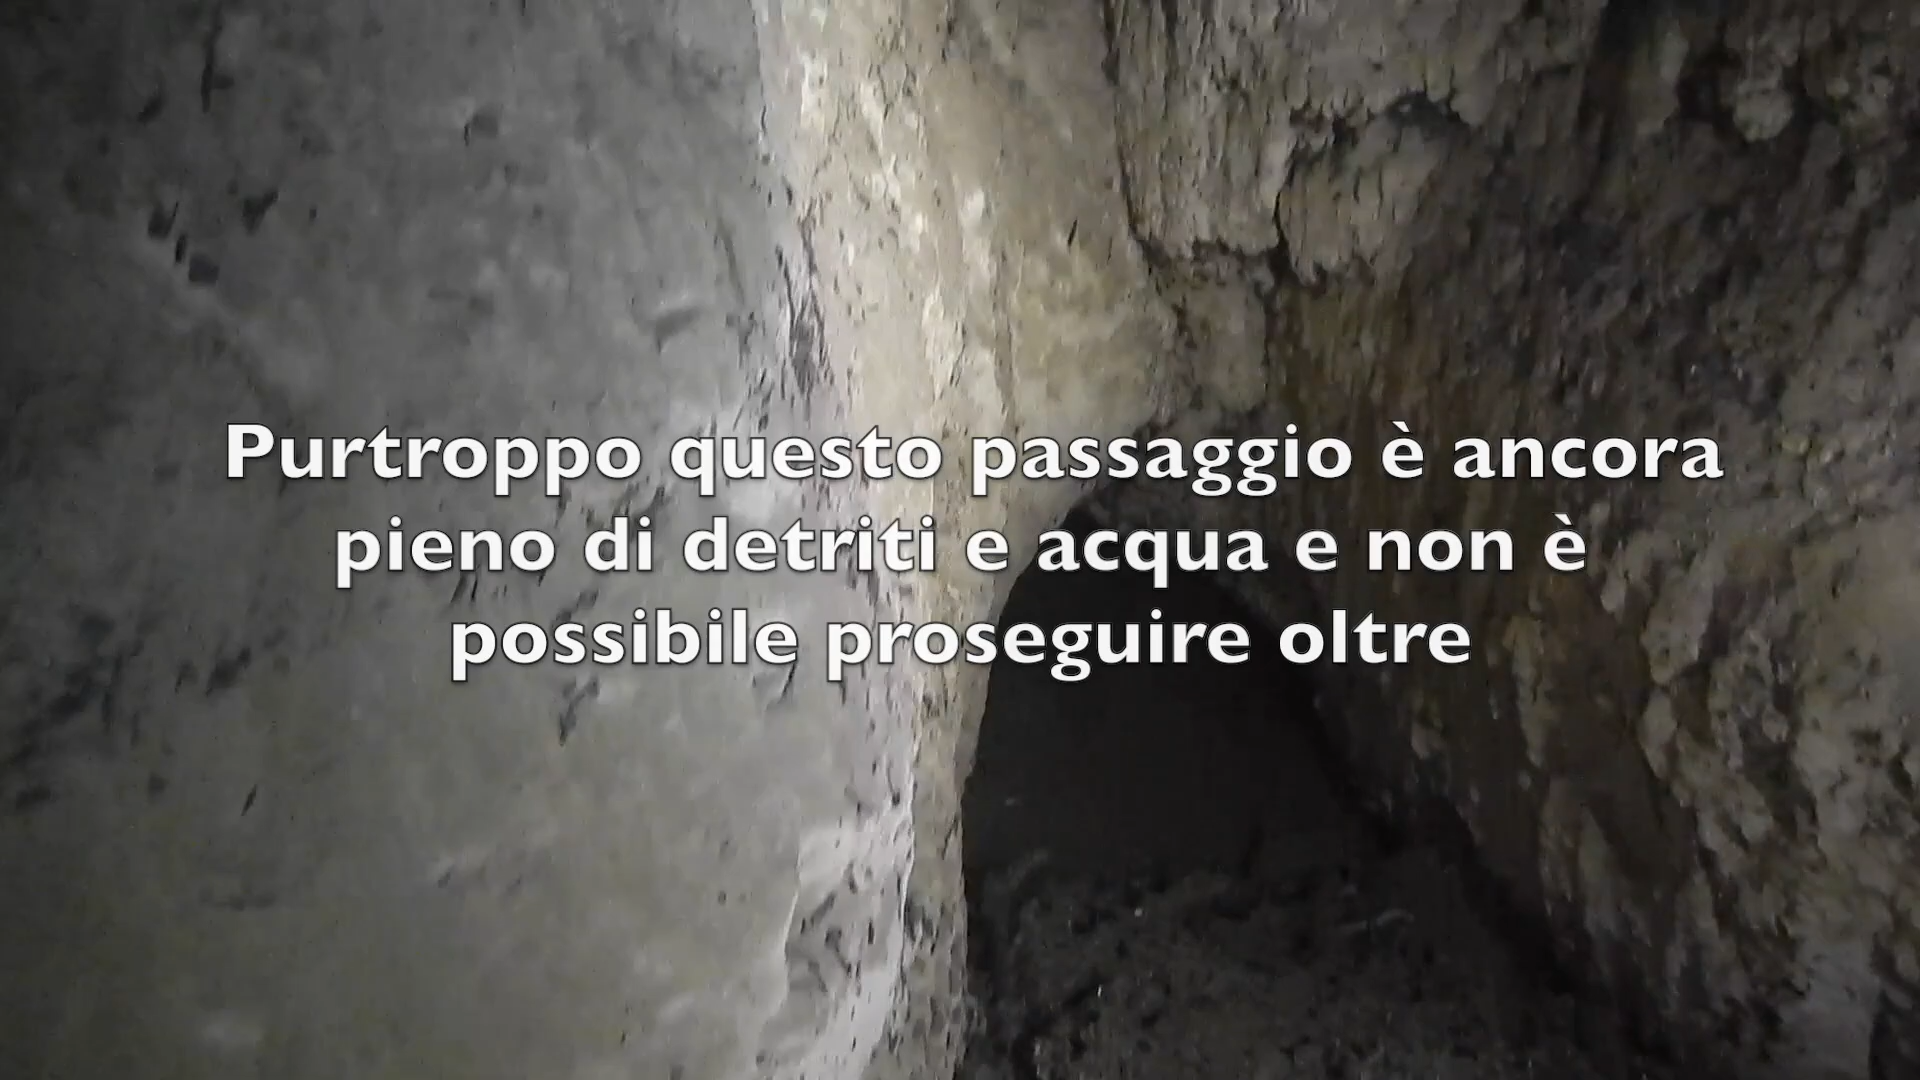 Purtroppo questo passaggio è ancora
pieno di detriti e acqua e non è
possibile proseguire oltre